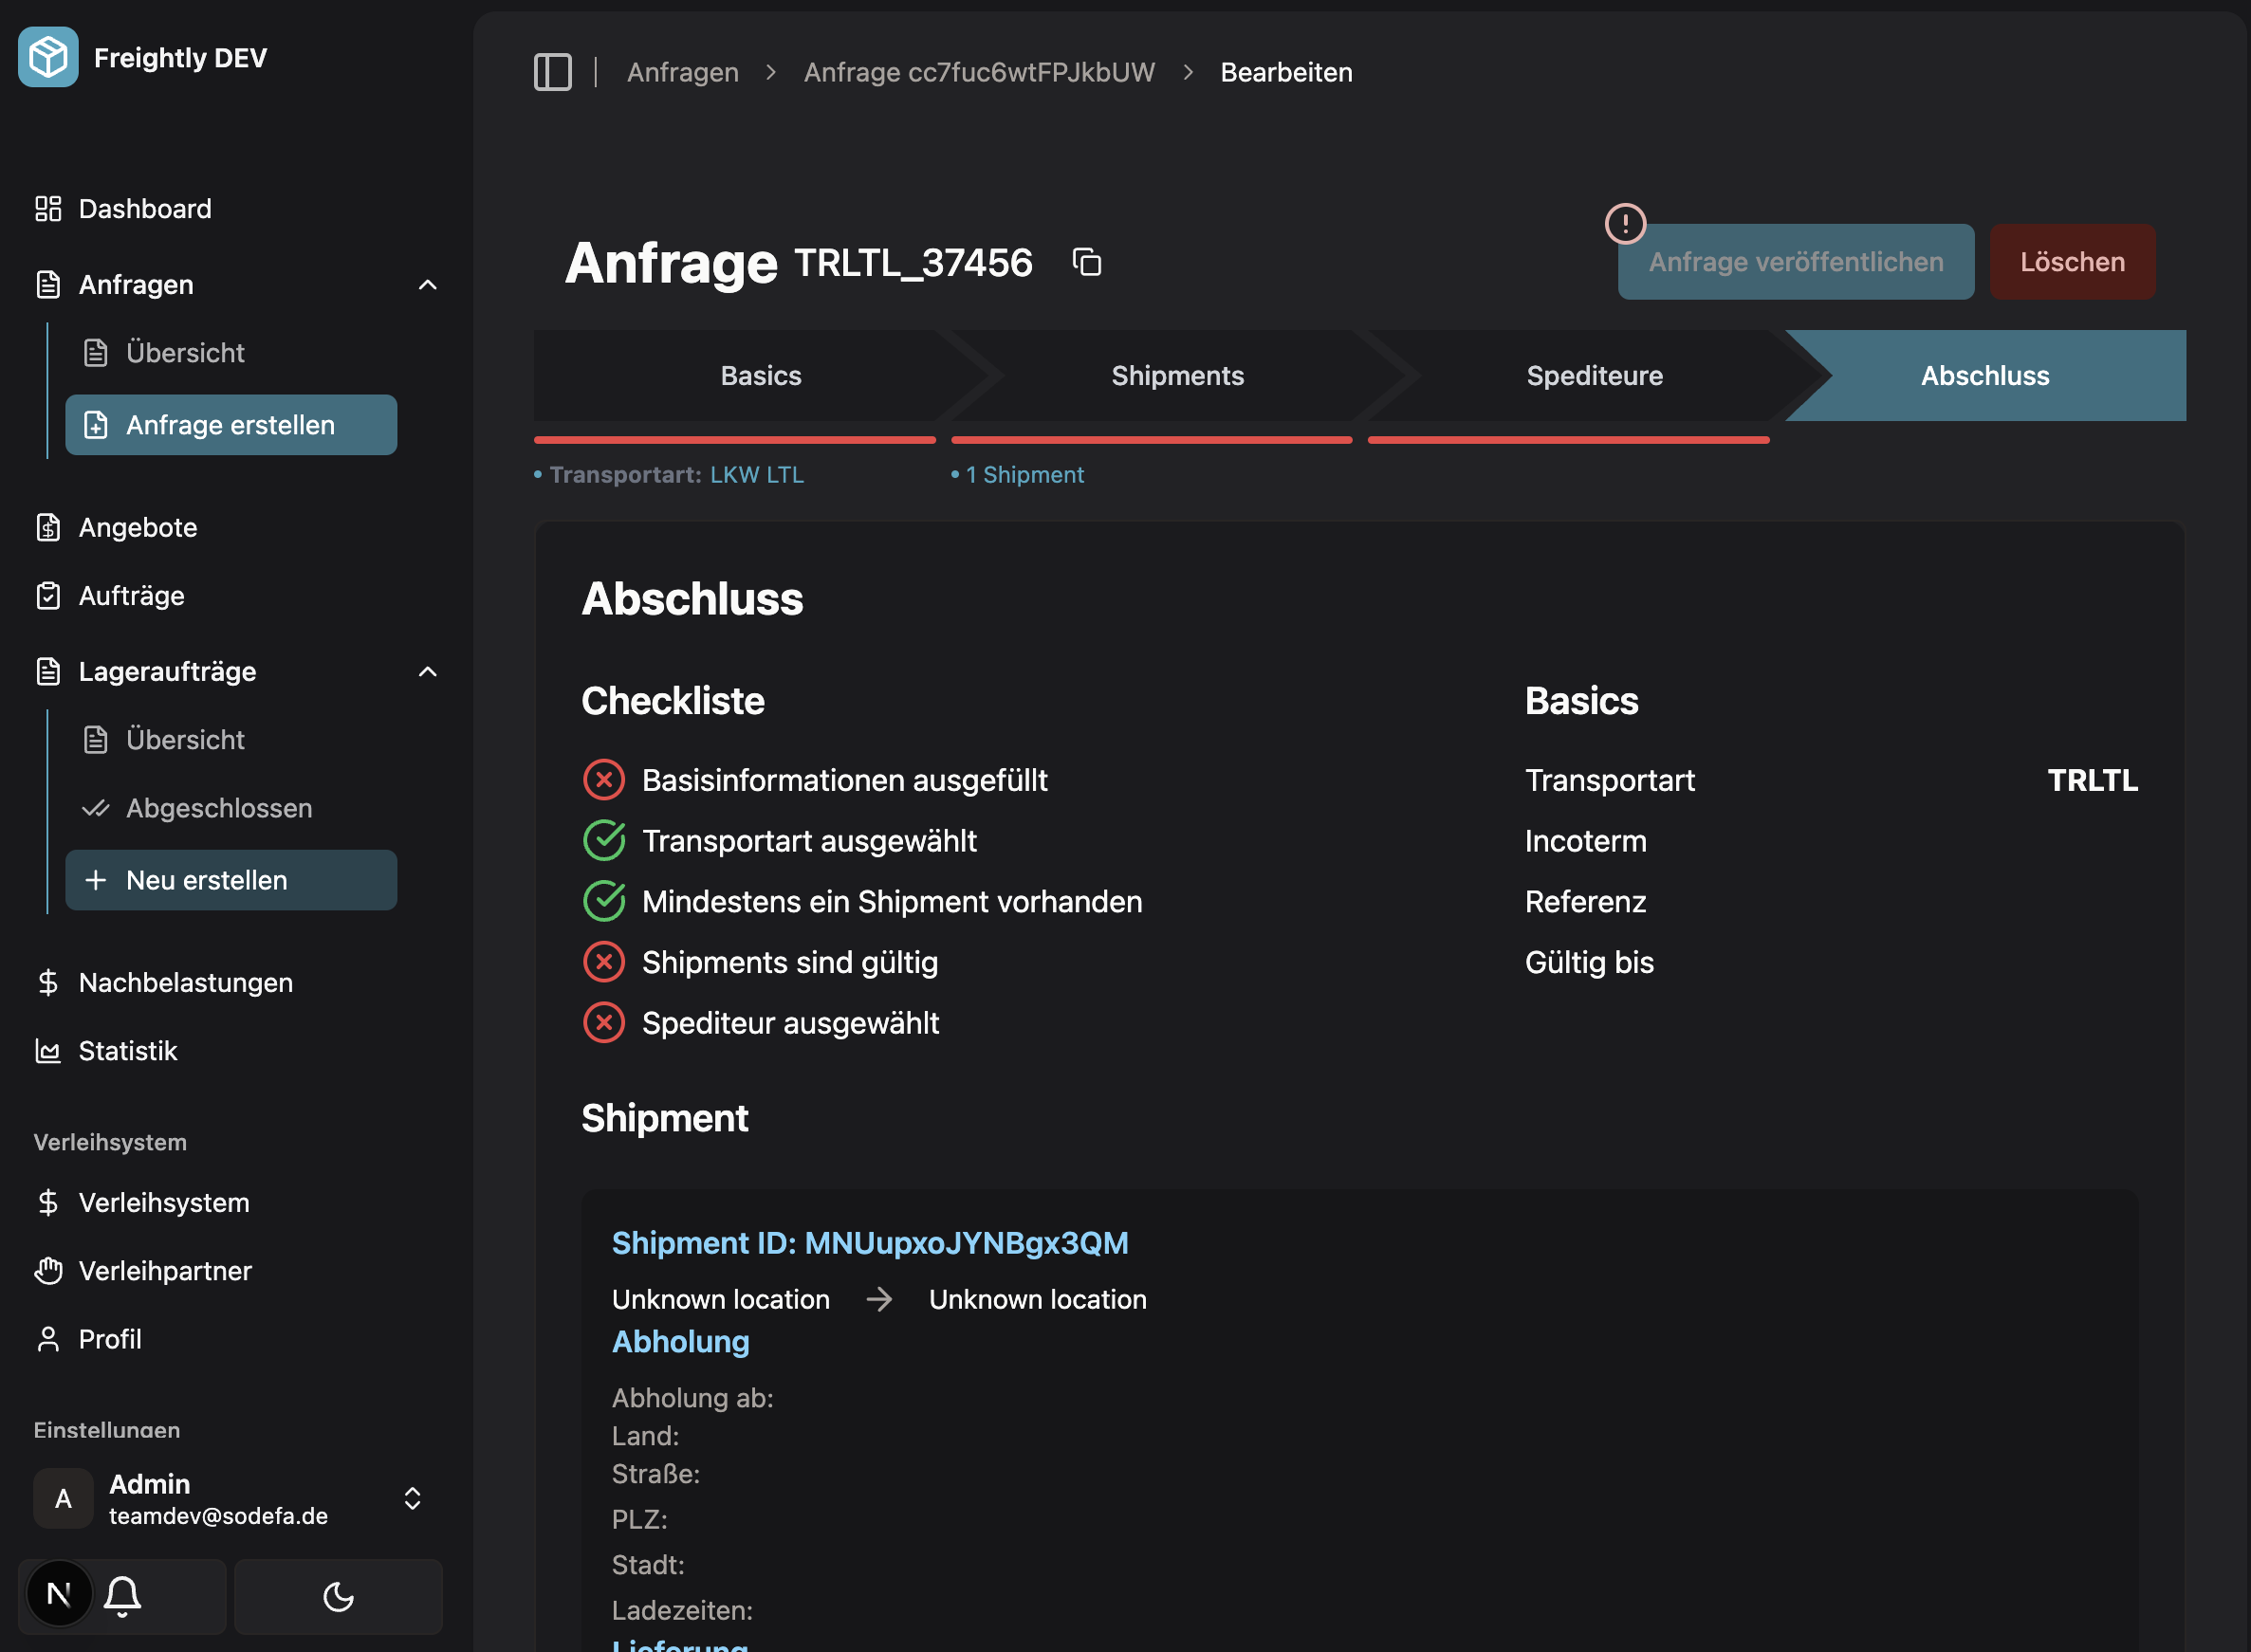 Freightly DEV
Dashboard
Anfragen
Übersicht
Anfrage erstellen
Angebote
Aufträge
Lageraufträge
Übersicht
Abgeschlossen
Neu erstellen
Nachbelastungen
Statistik
Verleihsystem
Verleihsystem
Verleihpartner
Profil
Einstellungen
A
Admin
teamdev@sodefa.de
N
Anfragen > Anfrage cc7fuc6wtFPJkbUW > Bearbeiten
Anfrage TRLTL_37456
Anfrage veröffentlichen
Löschen
Basics
Shipments
Spediteure
Abschluss
• Transportart: LKW LTL
• 1 Shipment
Abschluss
Checkliste
Basisinformationen ausgefüllt
Transportart ausgewählt
Mindestens ein Shipment vorhanden
Shipments sind gültig
Spediteur ausgewählt
Basics
Transportart TRLTL
Incoterm
Referenz
Gültig bis
Shipment
Shipment ID: MNUupxoJYNBgx3QM
Unknown location → Unknown location
Abholung
Abholung ab:
Land:
Straße:
PLZ:
Stadt:
Ladezeiten:
Lieferung